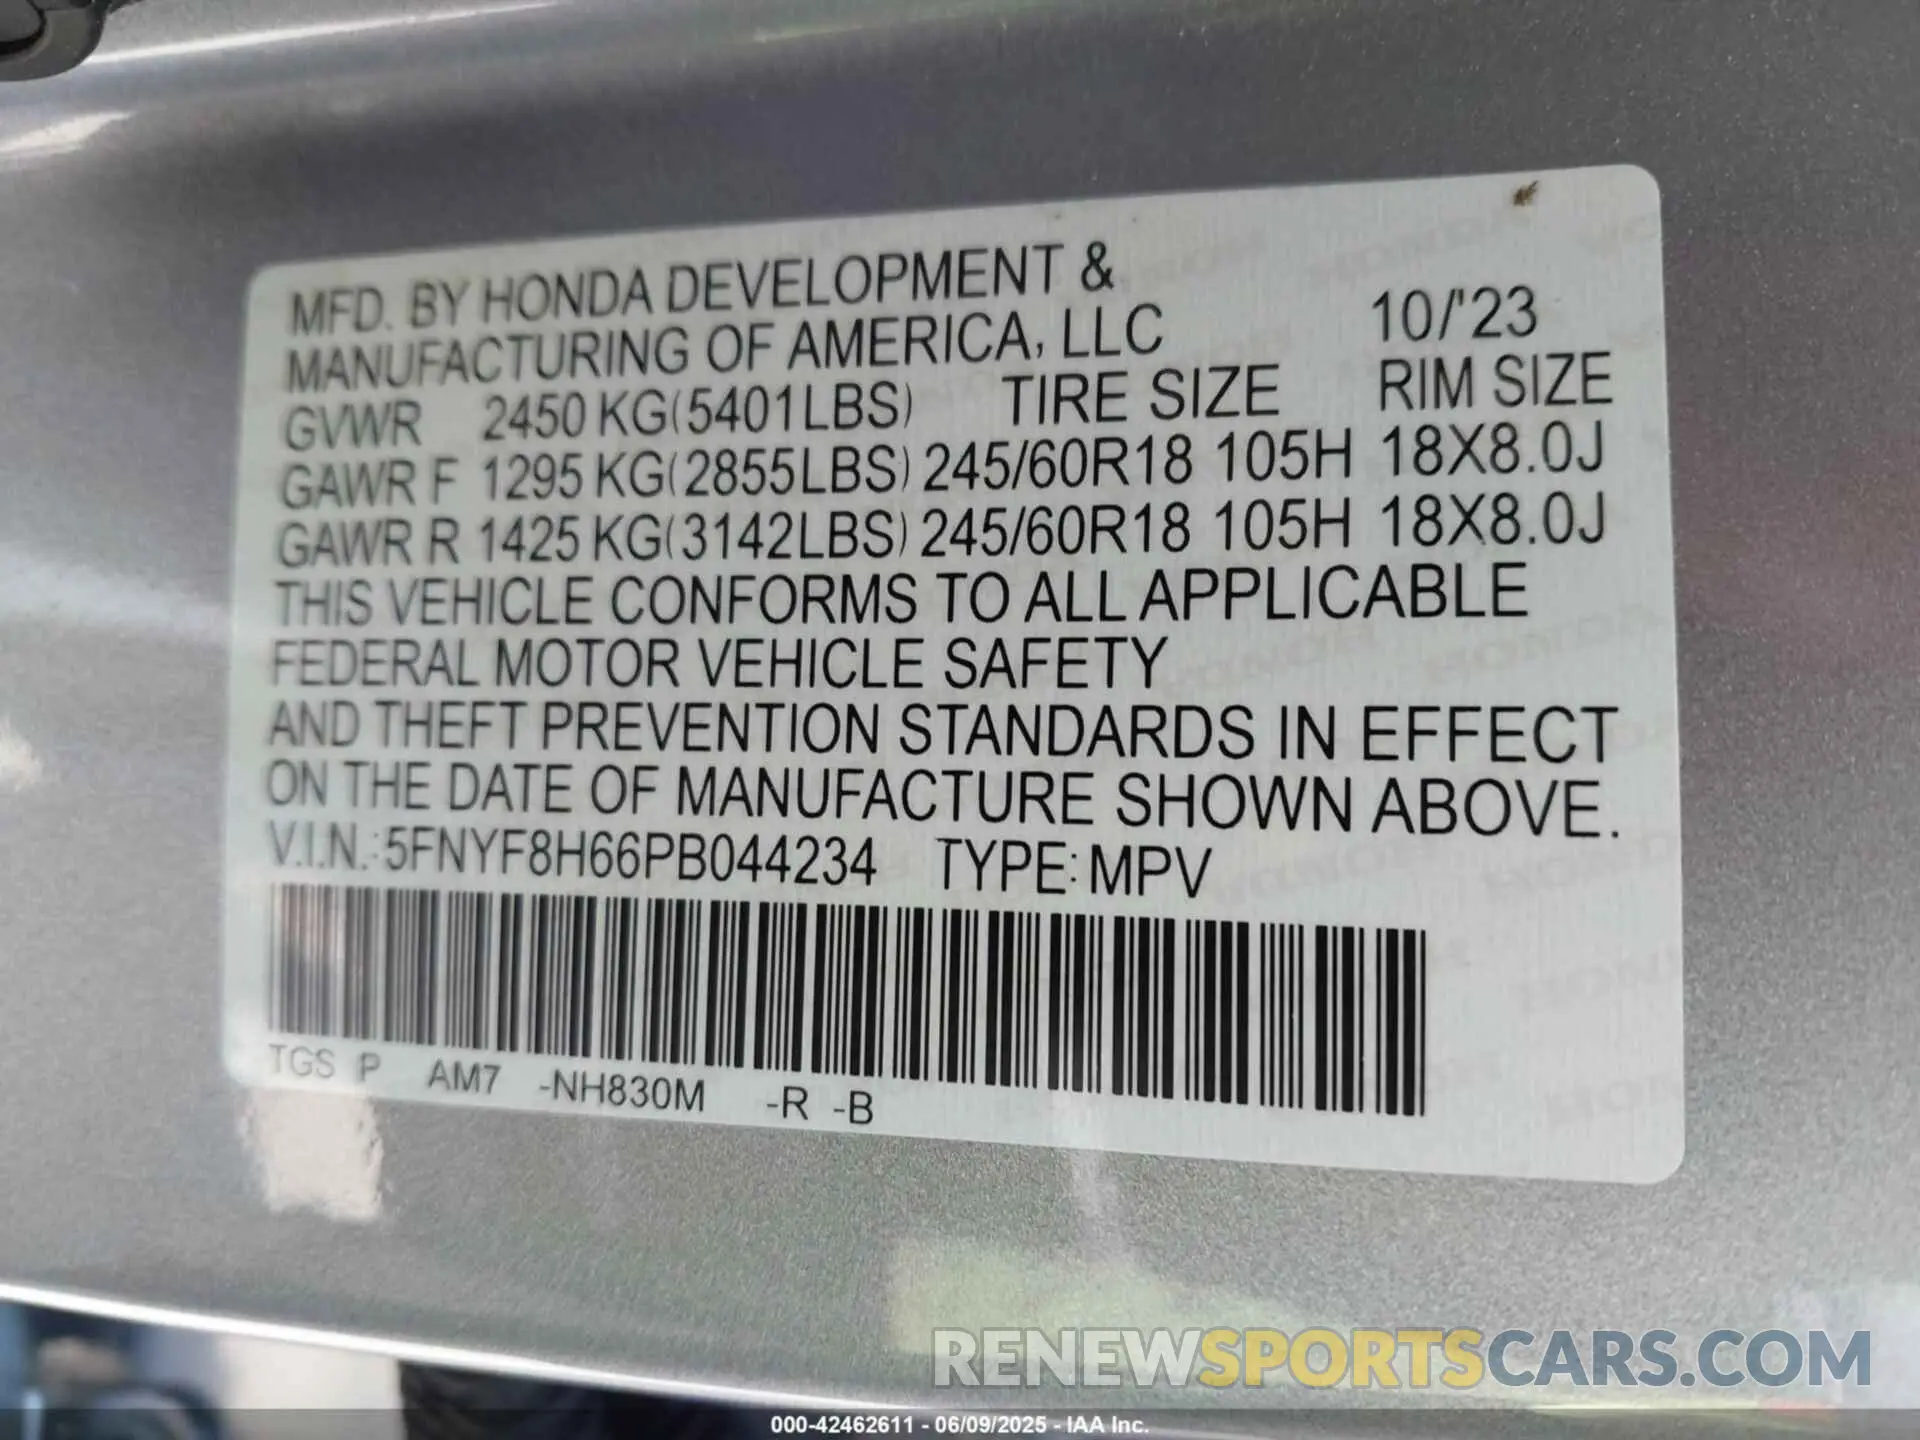 MFD. BY HONDA DEVELOPMENT &
MANUFACTURING OF AMERICA, LLC 10/'23
GVWR 2450 KG(5401LBS) TIRE SIZE RIM SIZE
GAWR F 1295 KG(2855LBS) 245/60R18 105H 18X8.0J
GAWR R 1425 KG(3142LBS) 245/60R18 105H 18X8.0J
THIS VEHICLE CONFORMS TO ALL APPLICABLE
FEDERAL MOTOR VEHICLE SAFETY
AND THEFT PREVENTION STANDARDS IN EFFECT
ON THE DATE OF MANUFACTURE SHOWN ABOVE.
V.I.N.:5FNYF8H66PB044234 TYPE:MPV
TGS P AM7 -NH830M -R -B
RENEWSPORTSCARS.COM
000-42462611 - 06/09/2025 - IAA Inc.